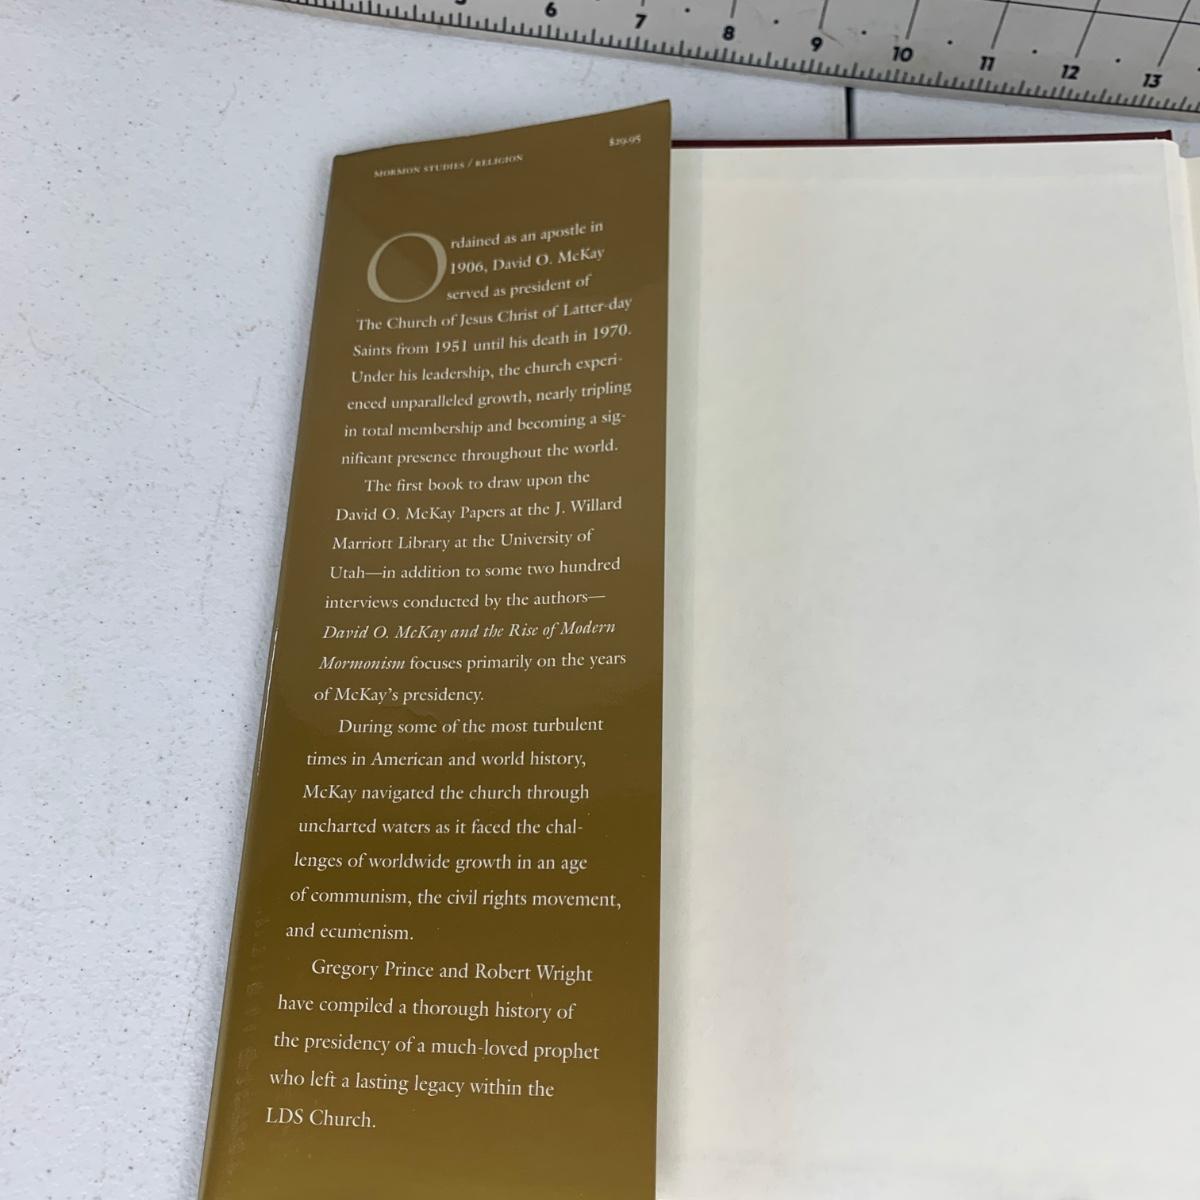 6 7 8 9 10 11 12 13
MORMON STUDIES / RELIGION
$29.95
Ordained as an apostle in
1906, David O. McKay
served as president of
The Church of Jesus Christ of Latter-day
Saints from 1951 until his death in 1970.
Under his leadership, the church experi-
enced unparalleled growth, nearly tripling
in total membership and becoming a sig-
nificant presence throughout the world.
The first book to draw upon the
David O. McKay Papers at the J. Willard
Marriott Library at the University of
Utah—in addition to some two hundred
interviews conducted by the authors—
David O. McKay and the Rise of Modern
Mormonism focuses primarily on the years
of McKay's presidency.
During some of the most turbulent
times in American and world history,
McKay navigated the church through
uncharted waters as it faced the chal-
lenges of worldwide growth in an age
of communism, the civil rights movement,
and ecumenism.
Gregory Prince and Robert Wright
have compiled a thorough history of
the presidency of a much-loved prophet
who left a lasting legacy within the
LDS Church.